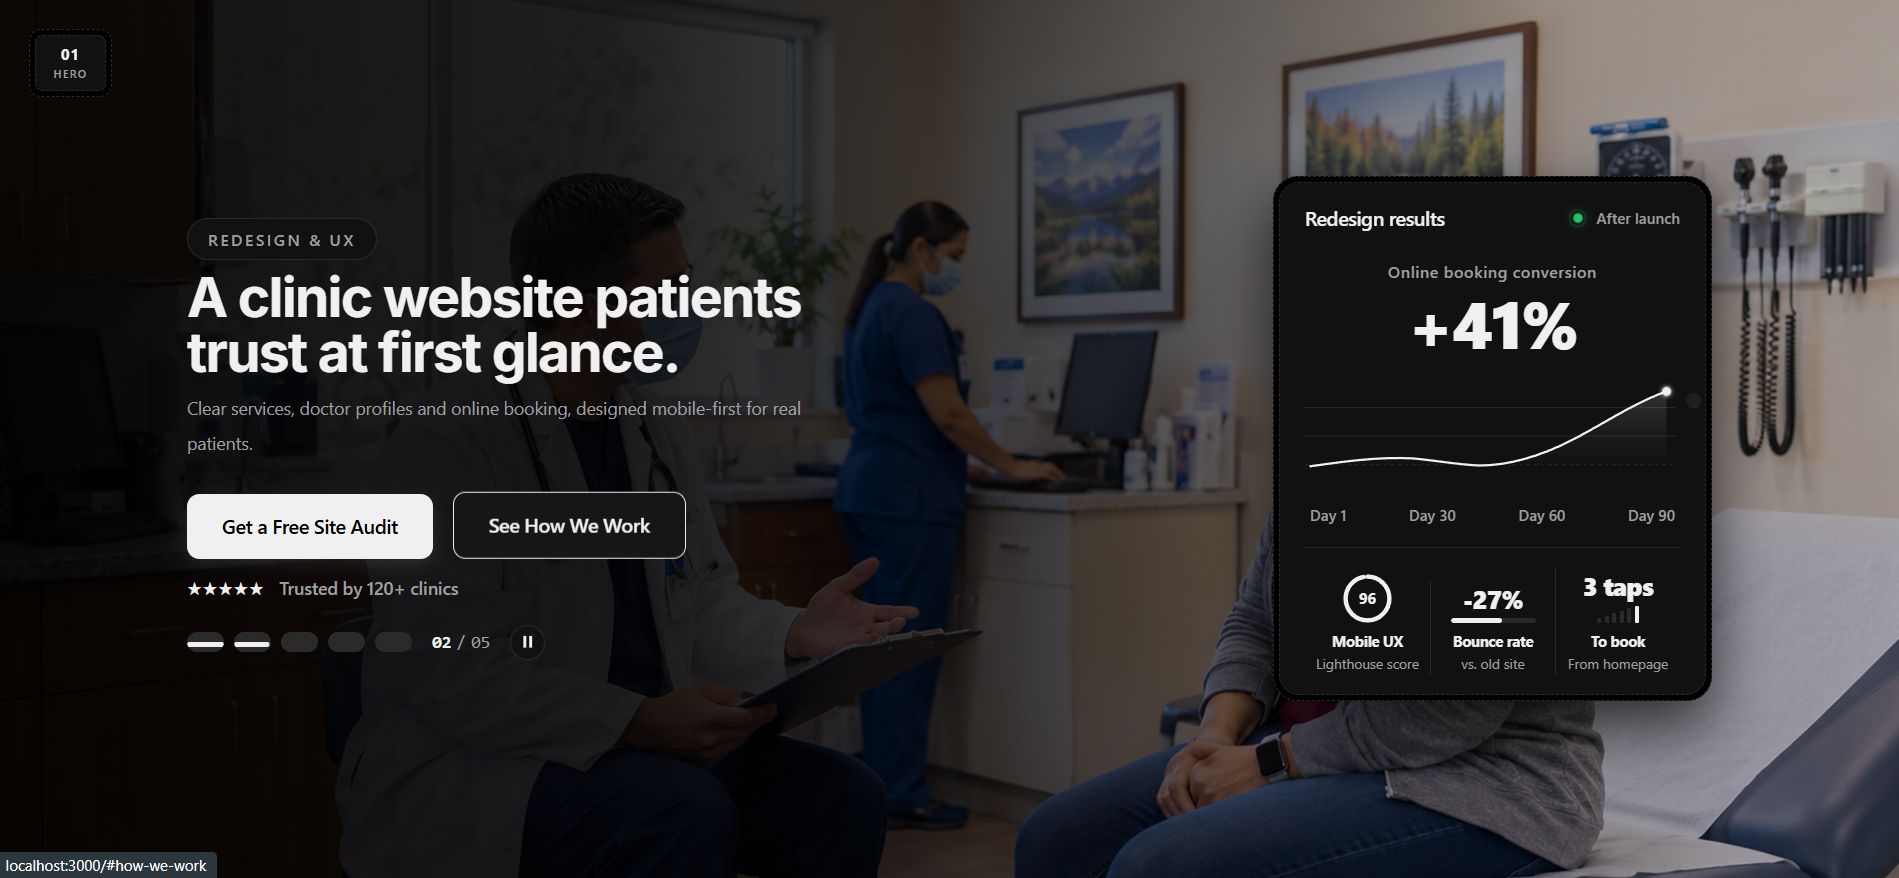 01
HERO
REDESIGN & UX
A clinic website patients
trust at first glance.
Clear services, doctor profiles and online booking, designed mobile-first for real
patients.
Get a Free Site Audit
See How We Work
★★★★★ Trusted by 120+ clinics
02 / 05
Redesign results
After launch
Online booking conversion
+41%
Day 1
Day 30
Day 60
Day 90
96
Mobile UX
Lighthouse score
-27%
Bounce rate
vs. old site
3 taps
To book
From homepage
localhost:3000/#how-we-work